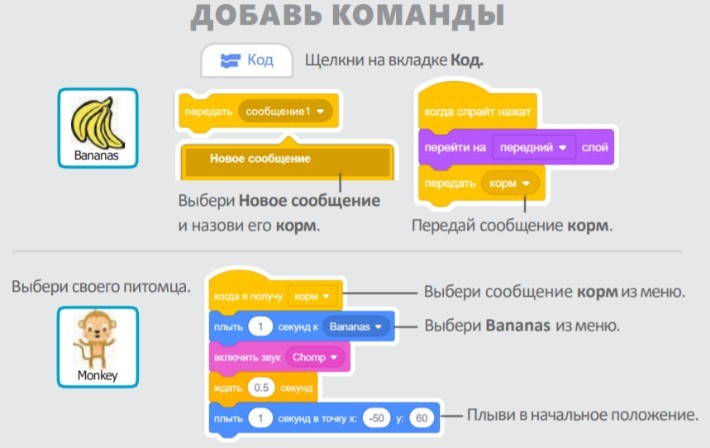 ДОБАВЬ КОМАНДЫ
Код
Щелкни на вкладке Код.
Bananas
передать сообщение1
Новое сообщение
Выбери Новое сообщение
и назови его корм.
когда спрайт нажат
перейти на передний слой
передать корм
Передай сообщение корм.
Выбери своего питомца.
Monkey
когда я получу корм
Выбери сообщение корм из меню.
плыть 1 секунд к Bananas
Выбери Bananas из меню.
включить звук Chomp
ждать 0.5 секунд
плыть 1 секунд в точку x: -50 y: 60
Плыви в начальное положение.